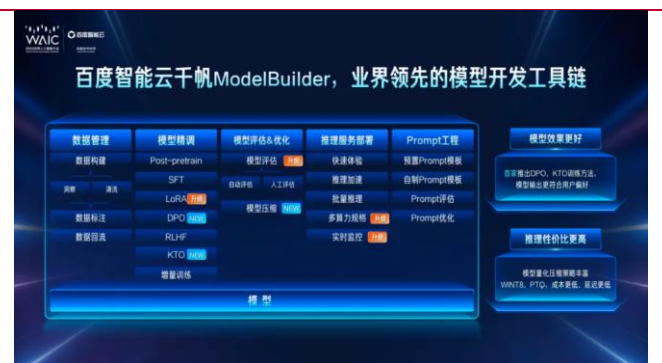 WAIC
百度智能云
百度智能云千帆ModelBuilder，业界领先的模型开发工具链
数据管理
数据构建
洞察 清洗
数据标注
数据回流
模型精调
Post-pretrain
SFT
LoRA 升级
DPO NEW
RLHF
KTO NEW
增量训练
模型评估&优化
模型评估 升级
自动评估 人工评估
模型压缩 NEW
推理服务部署
快速体验
推理加速
批量推理
多算力规格 升级
实时监控 升级
Prompt工程
预置Prompt模板
自制Prompt模板
Prompt评估
Prompt优化
模型
模型效果更好
首家推出DPO、KTO训练方法，
模型输出更符合用户偏好
推理性价比更高
模型量化压缩策略丰富
WINT8、PTQ，成本更低、延迟更低